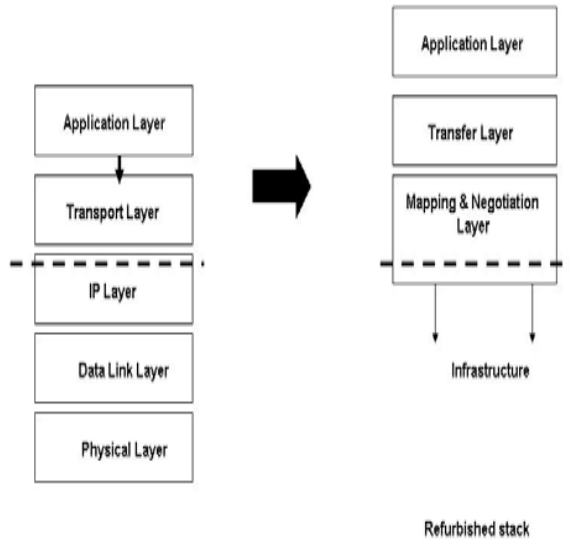 Application Layer
Transport Layer
IP Layer
Data Link Layer
Physical Layer
Application Layer
Transfer Layer
Mapping & Negotiation
Layer
Infrastructure
Refurbished stack